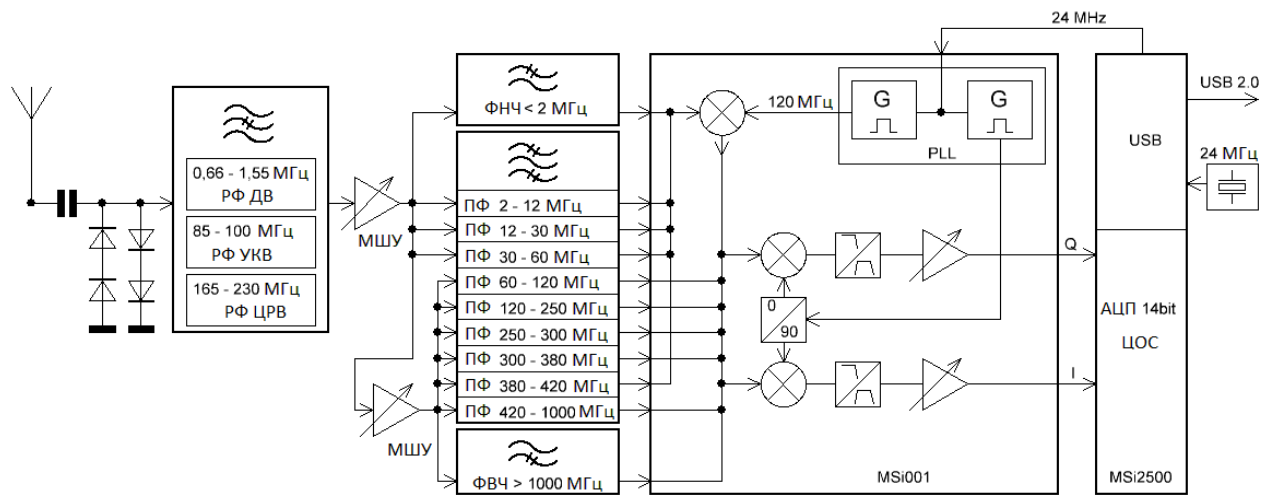 24 MHz
ФНЧ < 2 МГц
120 МГц
G
G
PLL
USB 2.0
USB
24 МГц
0,66 - 1,55 МГц
РФ ДВ
85 - 100 МГц
РФ УКВ
165 - 230 МГц
РФ ЦРВ
МШУ
ПФ 2 - 12 МГц
ПФ 12 - 30 МГц
ПФ 30 - 60 МГц
ПФ 60 - 120 МГц
ПФ 120 - 250 МГц
ПФ 250 - 300 МГц
ПФ 300 - 380 МГц
ПФ 380 - 420 МГц
ПФ 420 - 1000 МГц
МШУ
ФВЧ > 1000 МГц
0
90
Q
I
АЦП 14bit
ЦОС
MSi001
MSi2500